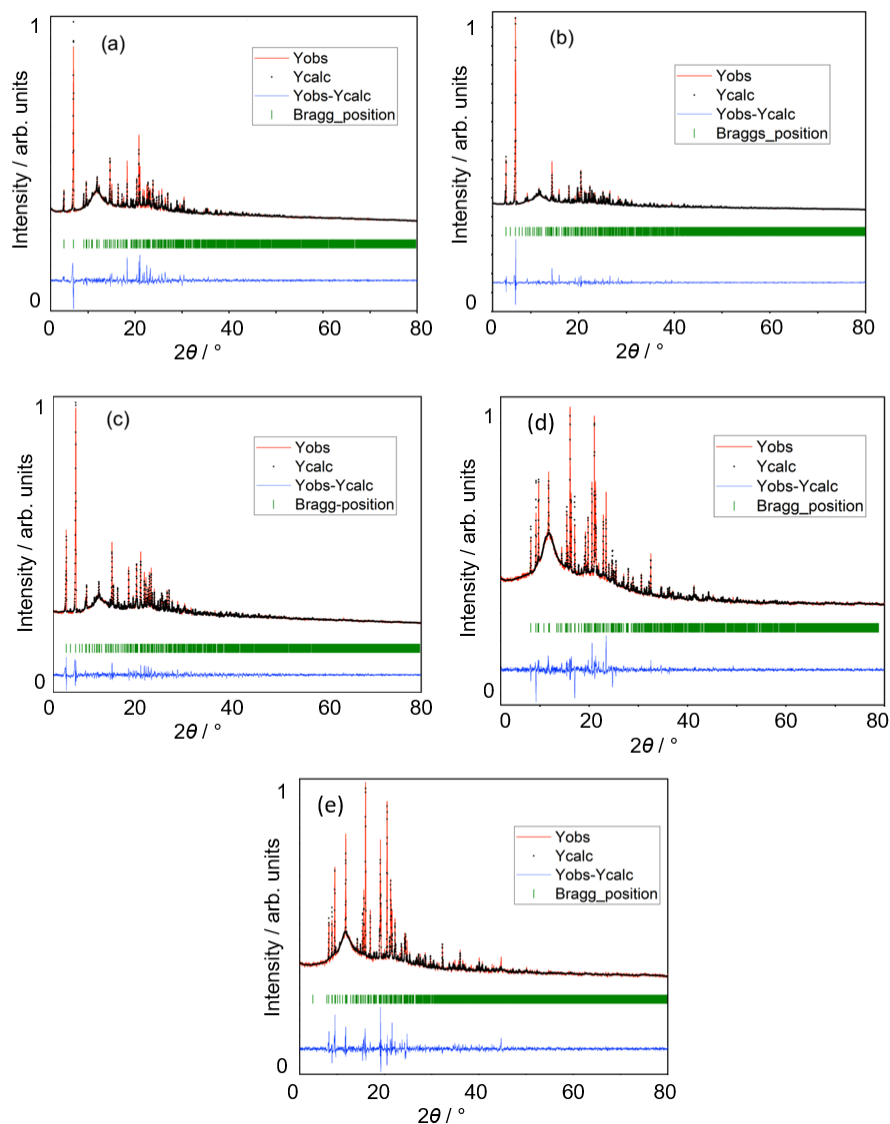 1
(a)
Yobs
Ycalc
Yobs-Ycalc
Bragg_position
Intensity / arb. units
0
0 20 40 60 80
2θ / °
1
(b)
Yobs
Ycalc
Yobs-Ycalc
Braggs_position
Intensity / arb. units
0
0 20 40 60 80
2θ / °
1
(c)
Yobs
Ycalc
Yobs-Ycalc
Bragg-position
Intensity / arb. units
0
0 20 40 60 80
2θ / °
1
(d)
Yobs
Ycalc
Yobs-Ycalc
Bragg_position
Intensity / arb. units
0
0 20 40 60 80
2θ / °
1
(e)
Yobs
Ycalc
Yobs-Ycalc
Bragg_position
Intensity / arb. units
0
0 20 40 60 80
2θ / °